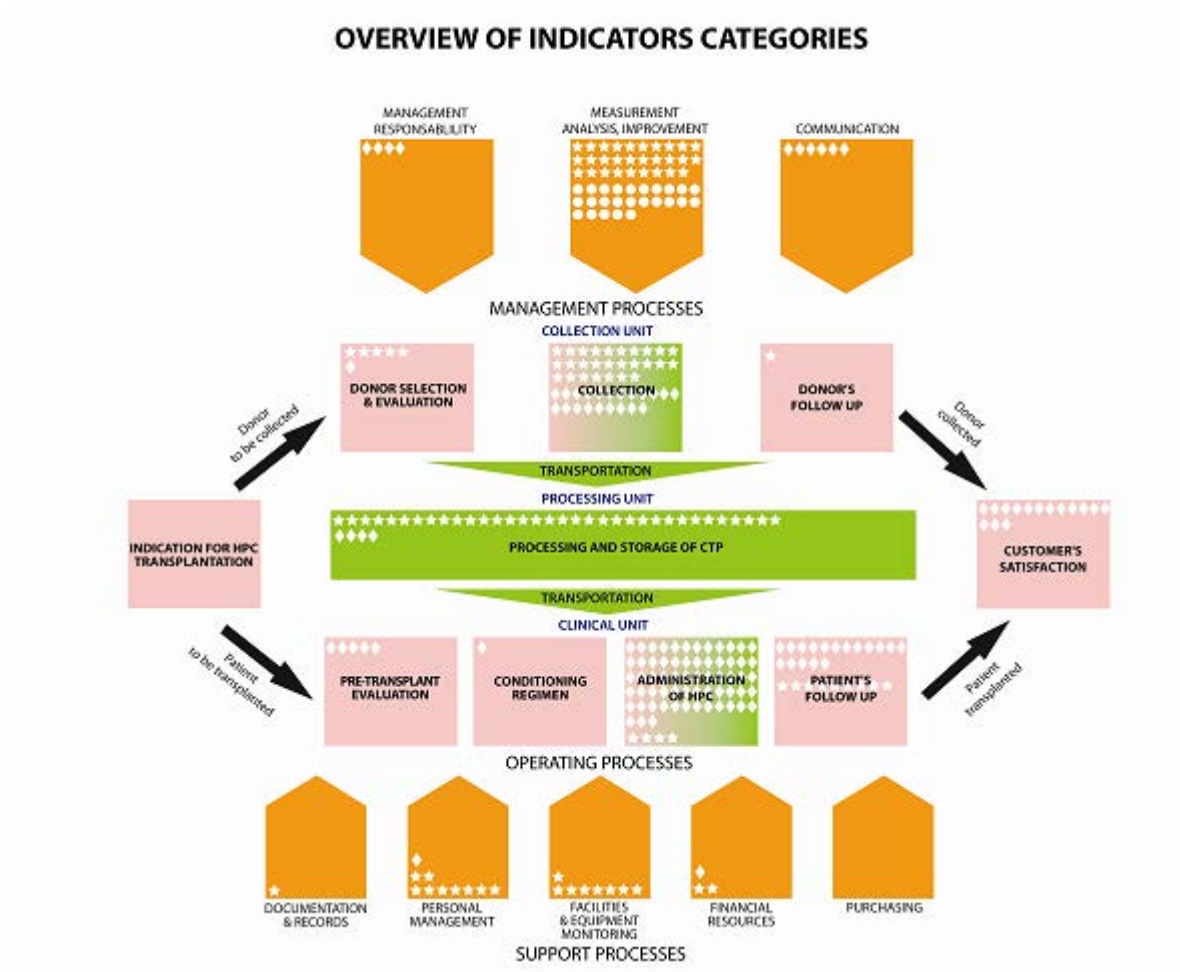 OVERVIEW OF INDICATORS CATEGORIES
MANAGEMENT
RESPONSABLILITY
MEASUREMENT
ANALYSIS, IMPROVEMENT
COMMUNICATION
MANAGEMENT PROCESSES
COLLECTION UNIT
DONOR SELECTION
& EVALUATION
COLLECTION
DONOR'S
FOLLOW UP
Donor
to be collected
Donor
collected
TRANSPORTATION
PROCESSING UNIT
INDICATION FOR HPC
TRANSPLANTATION
PROCESSING AND STORAGE OF CTP
CUSTOMER'S
SATISFACTION
TRANSPORTATION
CLINICAL UNIT
Patient
to be transplanted
PRE-TRANSPLANT
EVALUATION
CONDITIONING
REGIMEN
ADMINISTRATION
OF HPC
PATIENT'S
FOLLOW UP
Patient
transplanted
OPERATING PROCESSES
DOCUMENTATION
& RECORDS
PERSONAL
MANAGEMENT
FACILITIES
& EQUIPMENT
MONITORING
FINANCIAL
RESOURCES
PURCHASING
SUPPORT PROCESSES